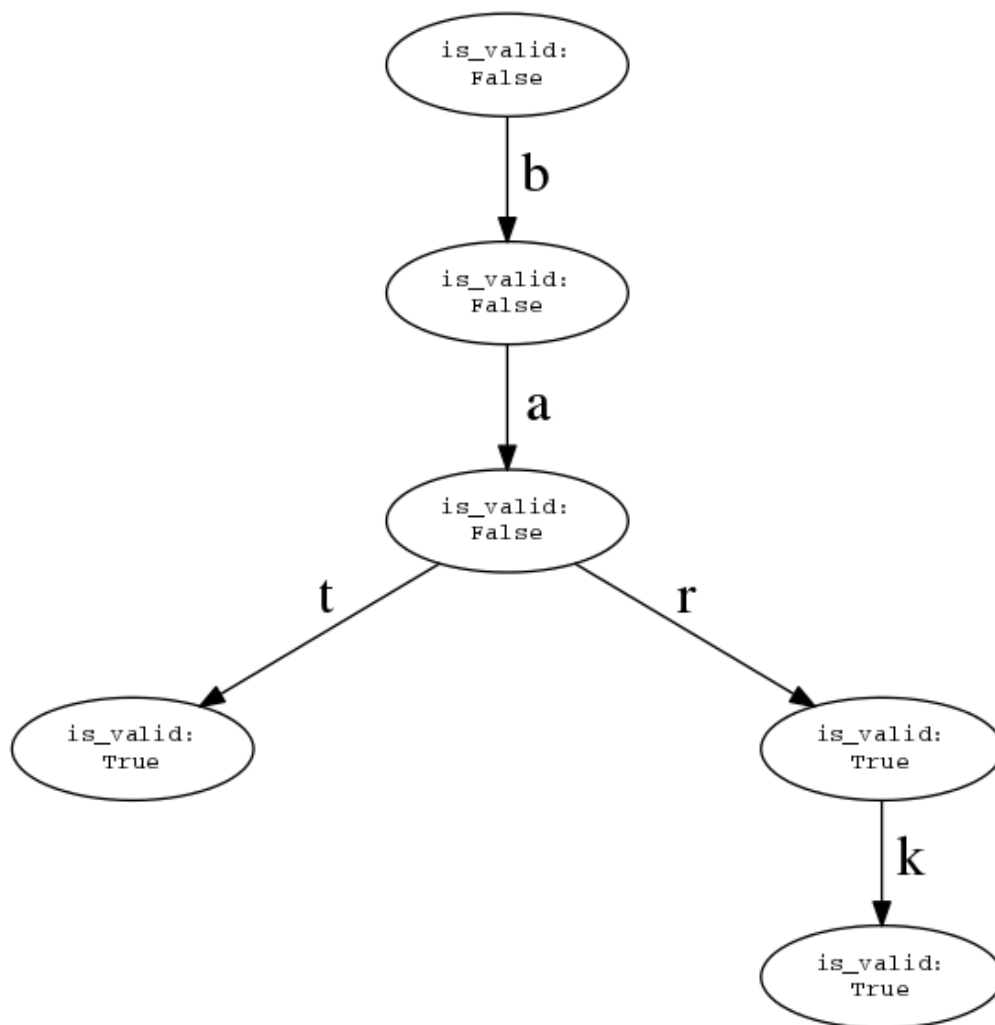 is_valid:
False
b
is_valid:
False
a
is_valid:
False
t
r
is_valid:
True
is_valid:
True
k
is_valid:
True